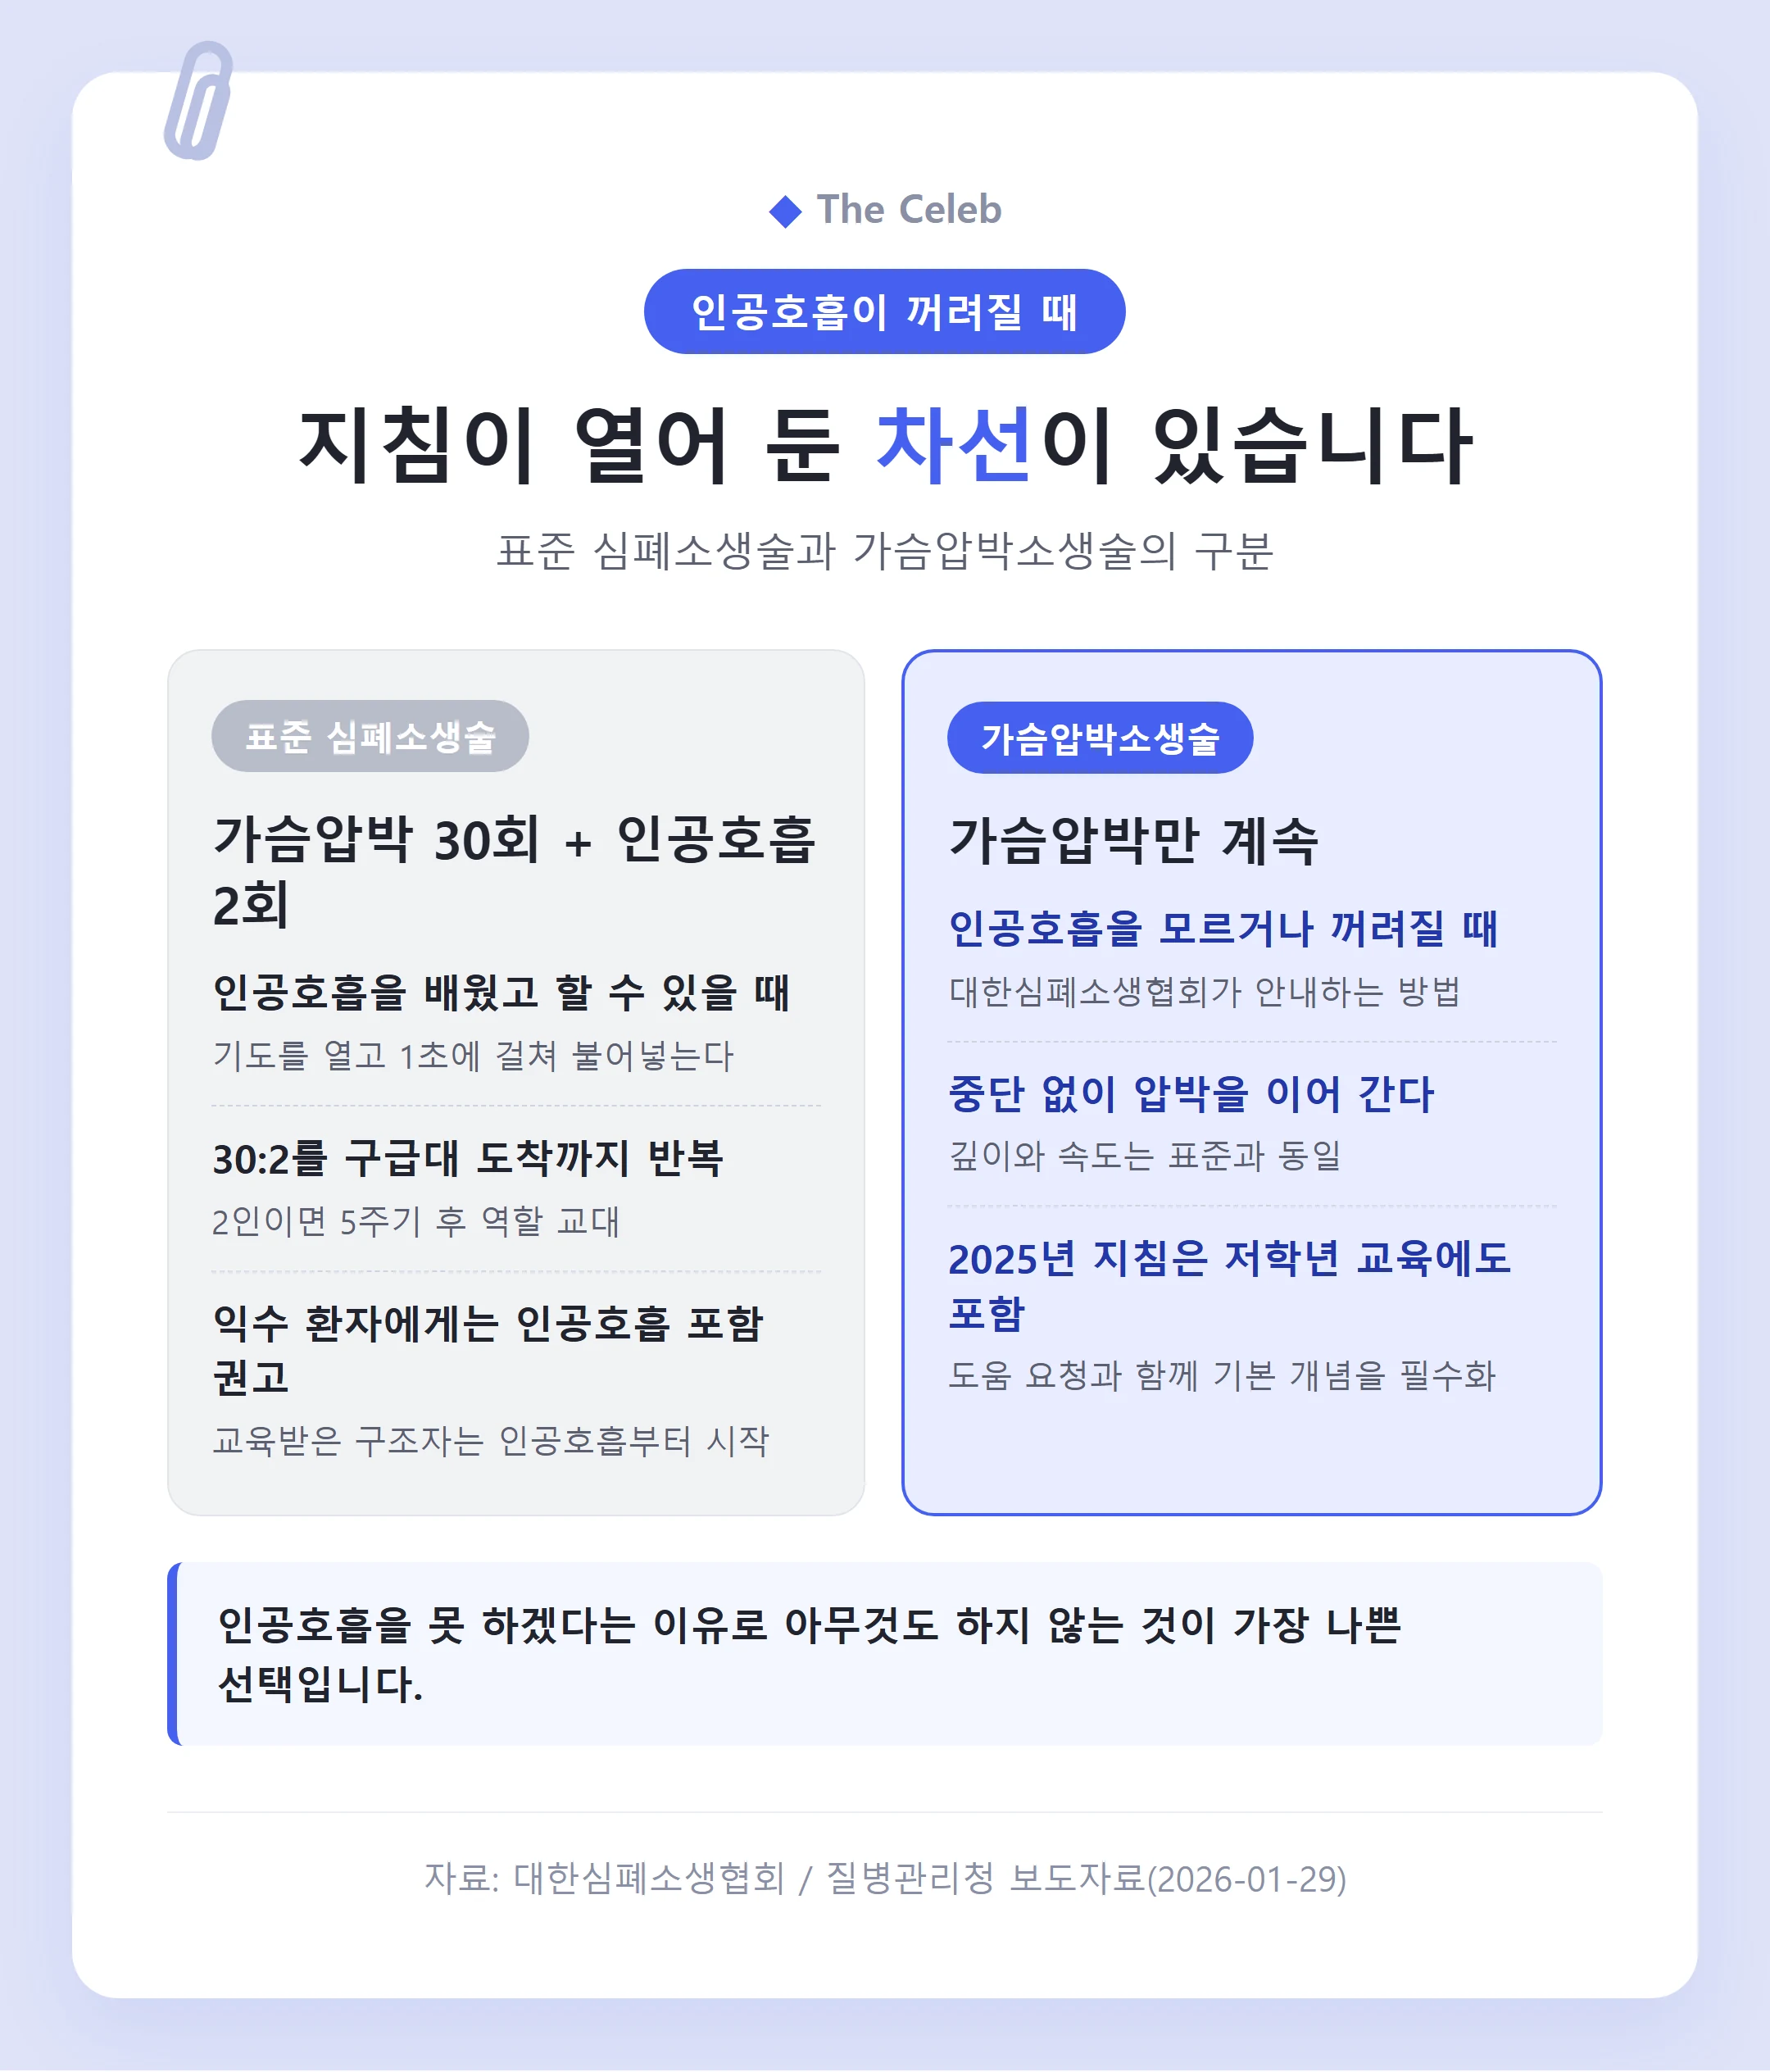 The Celeb
인공호흡이 꺼려질 때
지침이 열어 둔 차선이 있습니다
표준 심폐소생술과 가슴압박소생술의 구분
표준 심폐소생술
가슴압박 30회 + 인공호흡
2회
인공호흡을 배웠고 할 수 있을 때
기도를 열고 1초에 걸쳐 불어넣는다
30:2를 구급대 도착까지 반복
2인이면 5주기 후 역할 교대
익수 환자에게는 인공호흡 포함
권고
교육받은 구조자는 인공호흡부터 시작
가슴압박소생술
가슴압박만 계속
인공호흡을 모르거나 꺼려질 때
대한심폐소생협회가 안내하는 방법
중단 없이 압박을 이어 간다
깊이와 속도는 표준과 동일
2025년 지침은 저학년 교육에도
포함
도움 요청과 함께 기본 개념을 필수화
인공호흡을 못 하겠다는 이유로 아무것도 하지 않는 것이 가장 나쁜
선택입니다.
자료: 대한심폐소생협회 / 질병관리청 보도자료(2026-01-29)